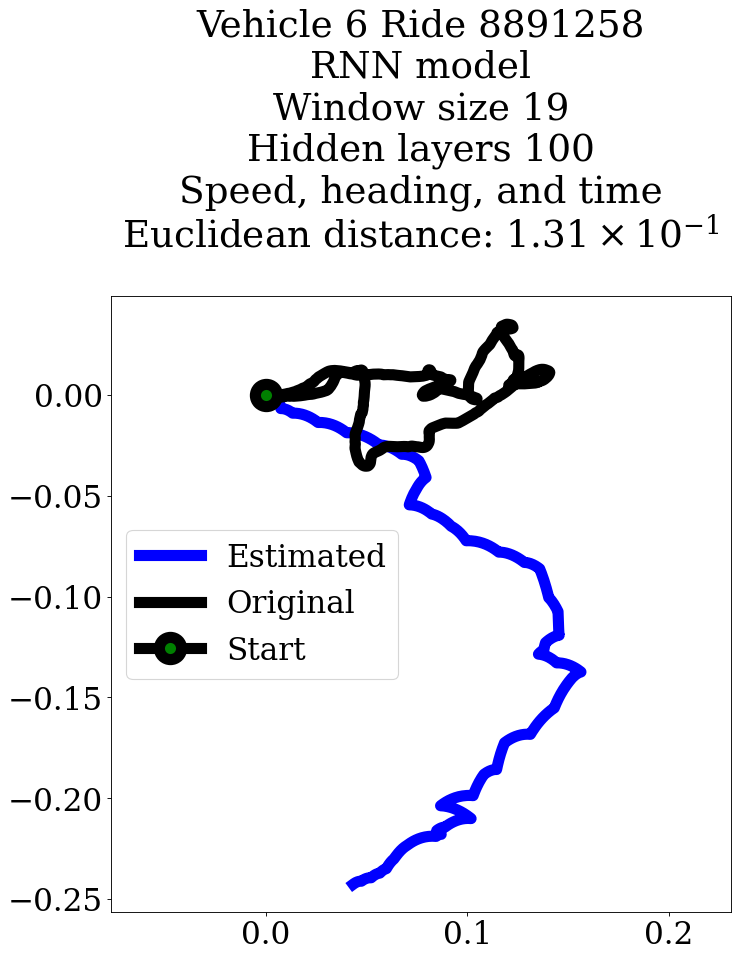 Vehicle 6 Ride 8891258
RNN model
Window size 19
Hidden layers 100
Speed, heading, and time
Euclidean distance: 1.31 × 10⁻¹
0.00
−0.05
−0.10
−0.15
−0.20
−0.25
Estimated
Original
Start
0.0 0.1 0.2